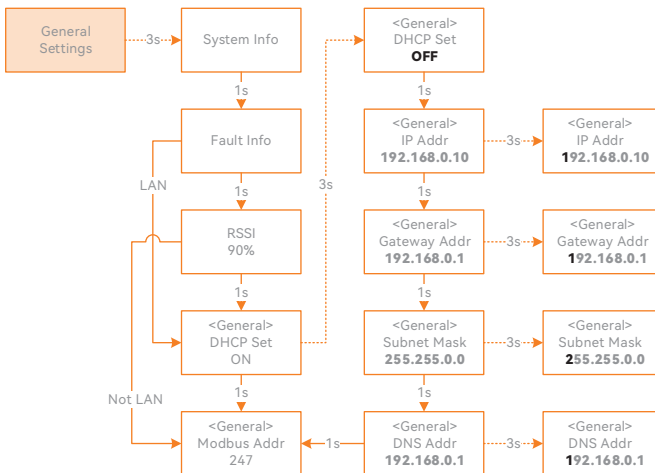 General
Settings
3s
System Info
<General>
DHCP Set
OFF
1s
1s
Fault Info
<General>
IP Addr
192.168.0.10
3s
<General>
IP Addr
192.168.0.10
LAN
3s
1s
1s
RSSI
90%
<General>
Gateway Addr
192.168.0.1
3s
<General>
Gateway Addr
192.168.0.1
1s
1s
<General>
DHCP Set
ON
<General>
Subnet Mask
255.255.0.0
3s
<General>
Subnet Mask
255.255.0.0
Not LAN
1s
1s
<General>
Modbus Addr
247
1s
<General>
DNS Addr
192.168.0.1
3s
<General>
DNS Addr
192.168.0.1